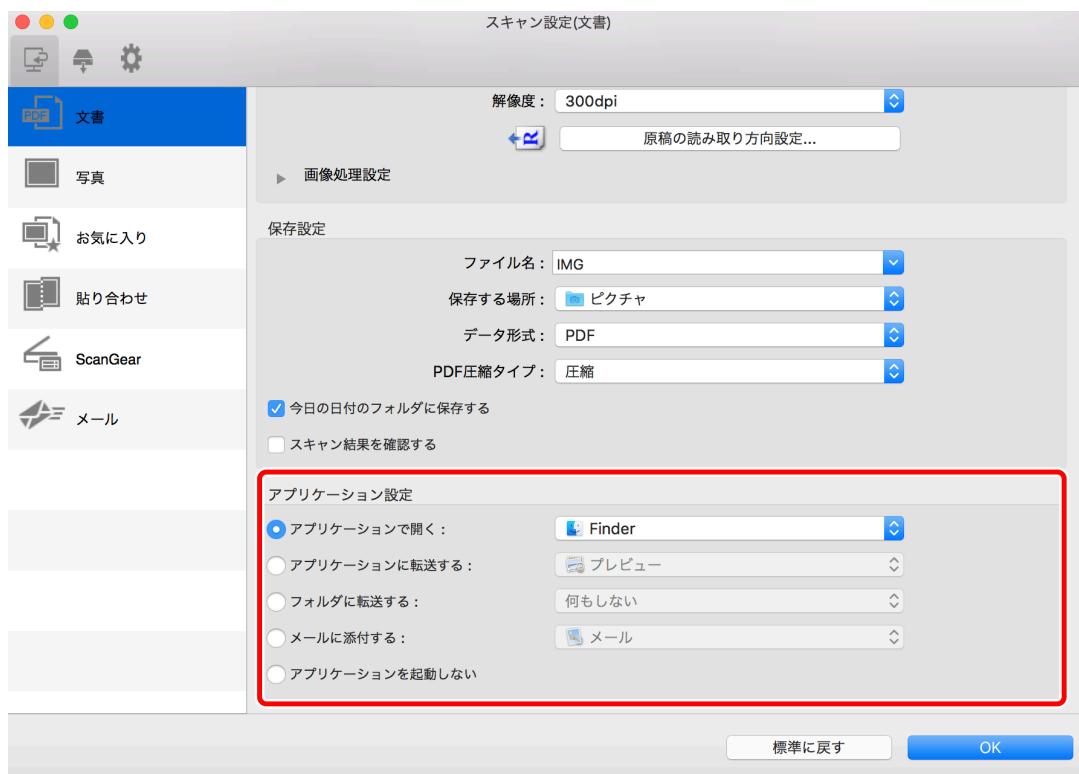 スキャン設定(文書)
PDF 文書
写真
お気に入り
貼り合わせ
ScanGear
メール
解像度： 300dpi
R 原稿の読み取り方向設定...
画像処理設定
保存設定
ファイル名： IMG
保存する場所： ピクチャ
データ形式： PDF
PDF圧縮タイプ： 圧縮
今日の日付のフォルダに保存する
スキャン結果を確認する
アプリケーション設定
アプリケーションで開く： Finder
アプリケーションに転送する： プレビュー
フォルダに転送する： 何もしない
メールに添付する： メール
アプリケーションを起動しない
標準に戻す OK